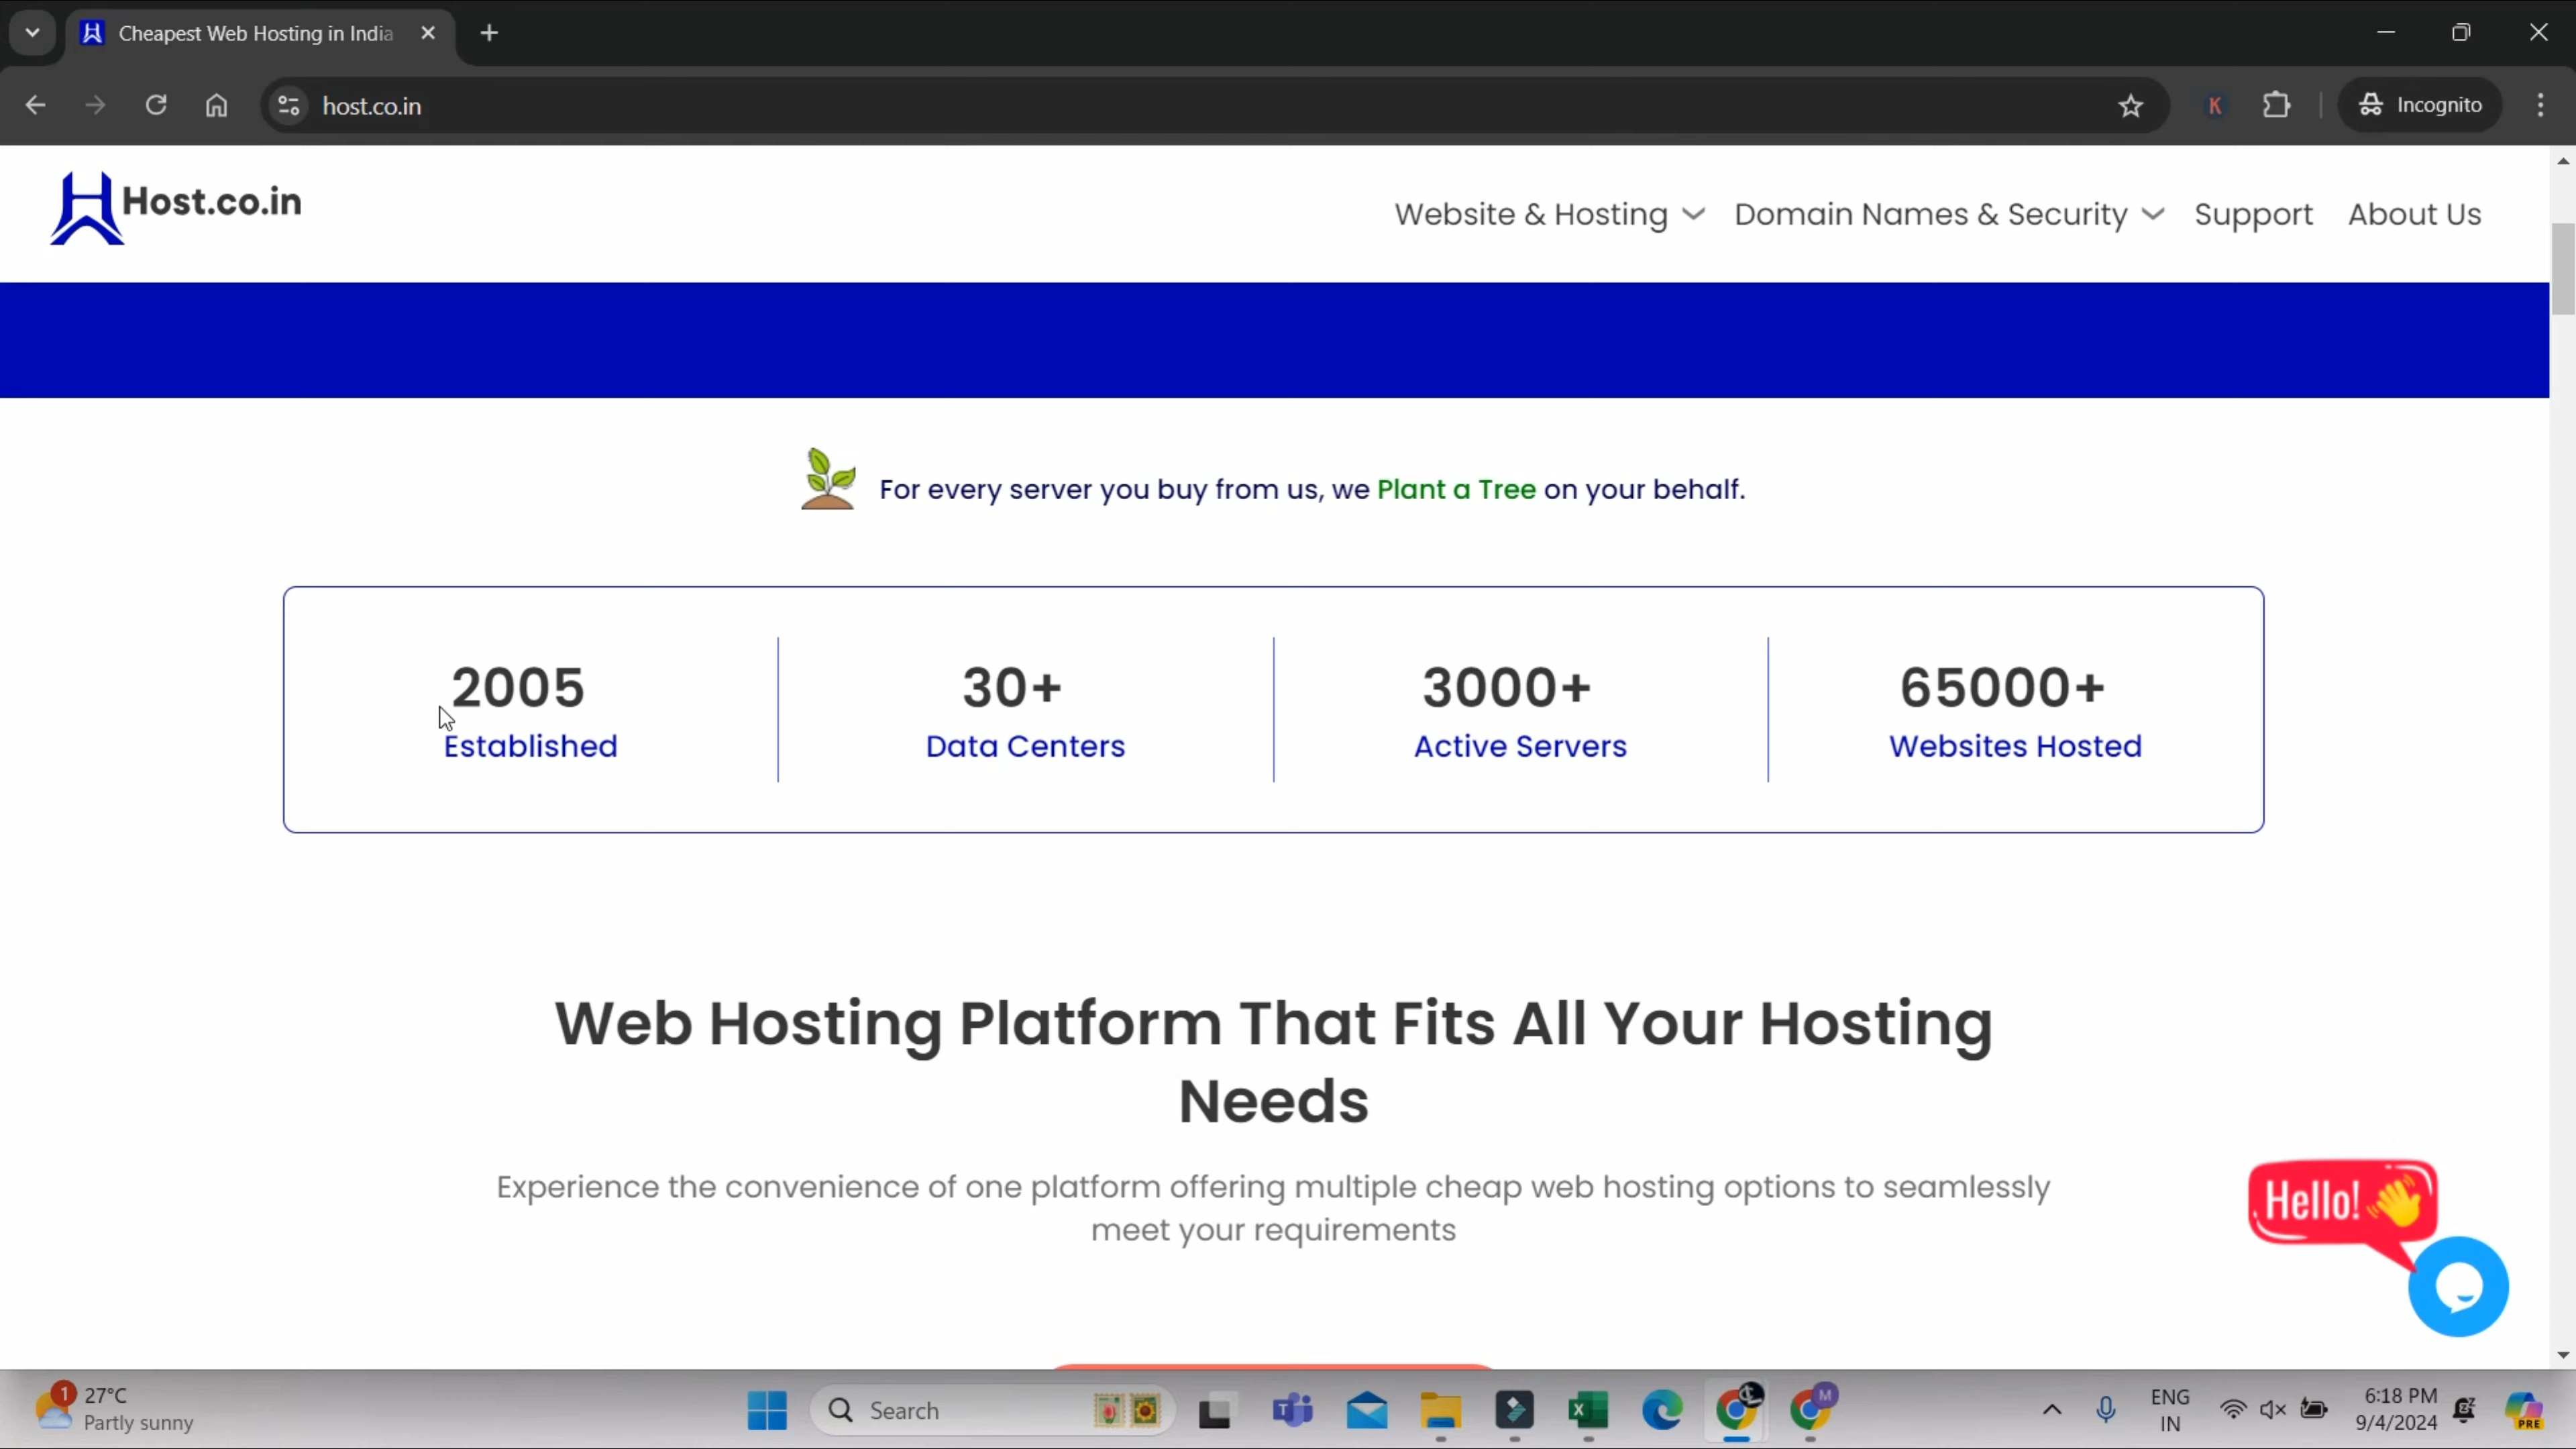 Cheapest Web Hosting in India
host.co.in
K
Incognito
Host.co.in
Website & Hosting
Domain Names & Security
Support
About Us
For every server you buy from us, we Plant a Tree on your behalf.
2005
30+
3000+
65000+
Established
Data Centers
Active Servers
Websites Hosted
Web Hosting Platform That Fits All Your Hosting
Needs
Experience the convenience of one platform offering multiple cheap web hosting options to seamlessly
meet your requirements
Hello!
1
27°C
Partly sunny
Search
T
X
M
ENG
IN
6:18 PM
9/4/2024
PRE